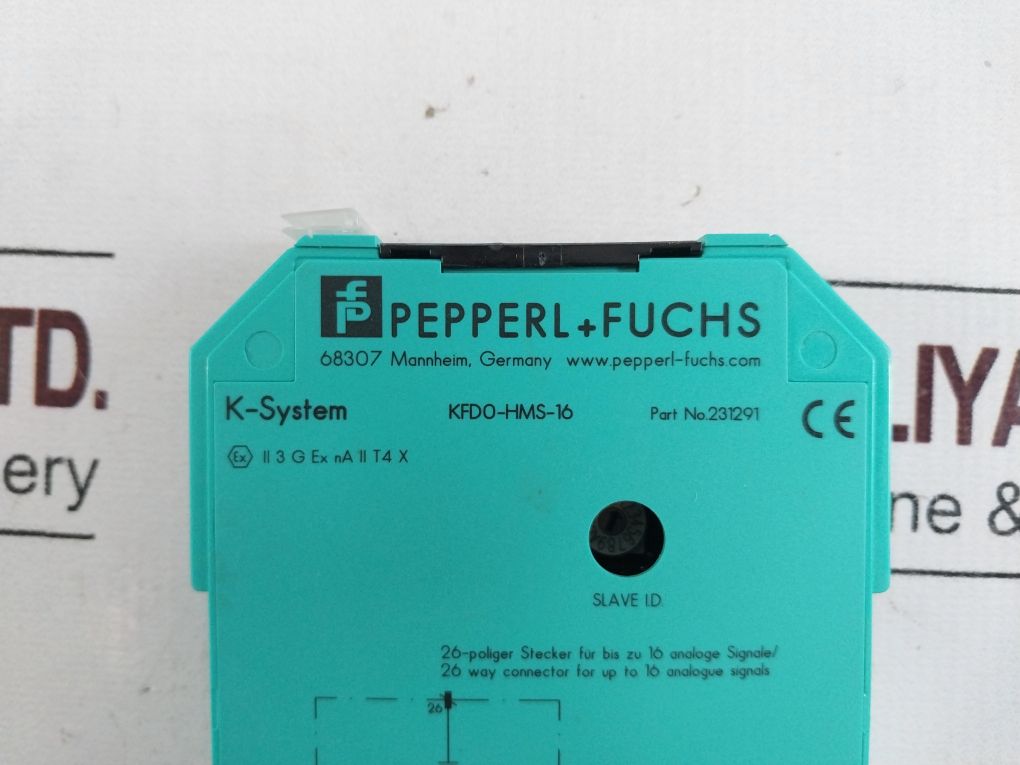 fP PEPPERL+FUCHS
68307 Mannheim, Germany www.pepperl-fuchs.com
K-System KFD0-HMS-16 Part No.231291 CE
Ex II 3 G Ex nA II T4 X
SLAVE I.D.
26-poliger Stecker für bis zu 16 analoge Signale/
26 way connector for up to 16 analogue signals
26
TD.
ery
.IYA
ne &